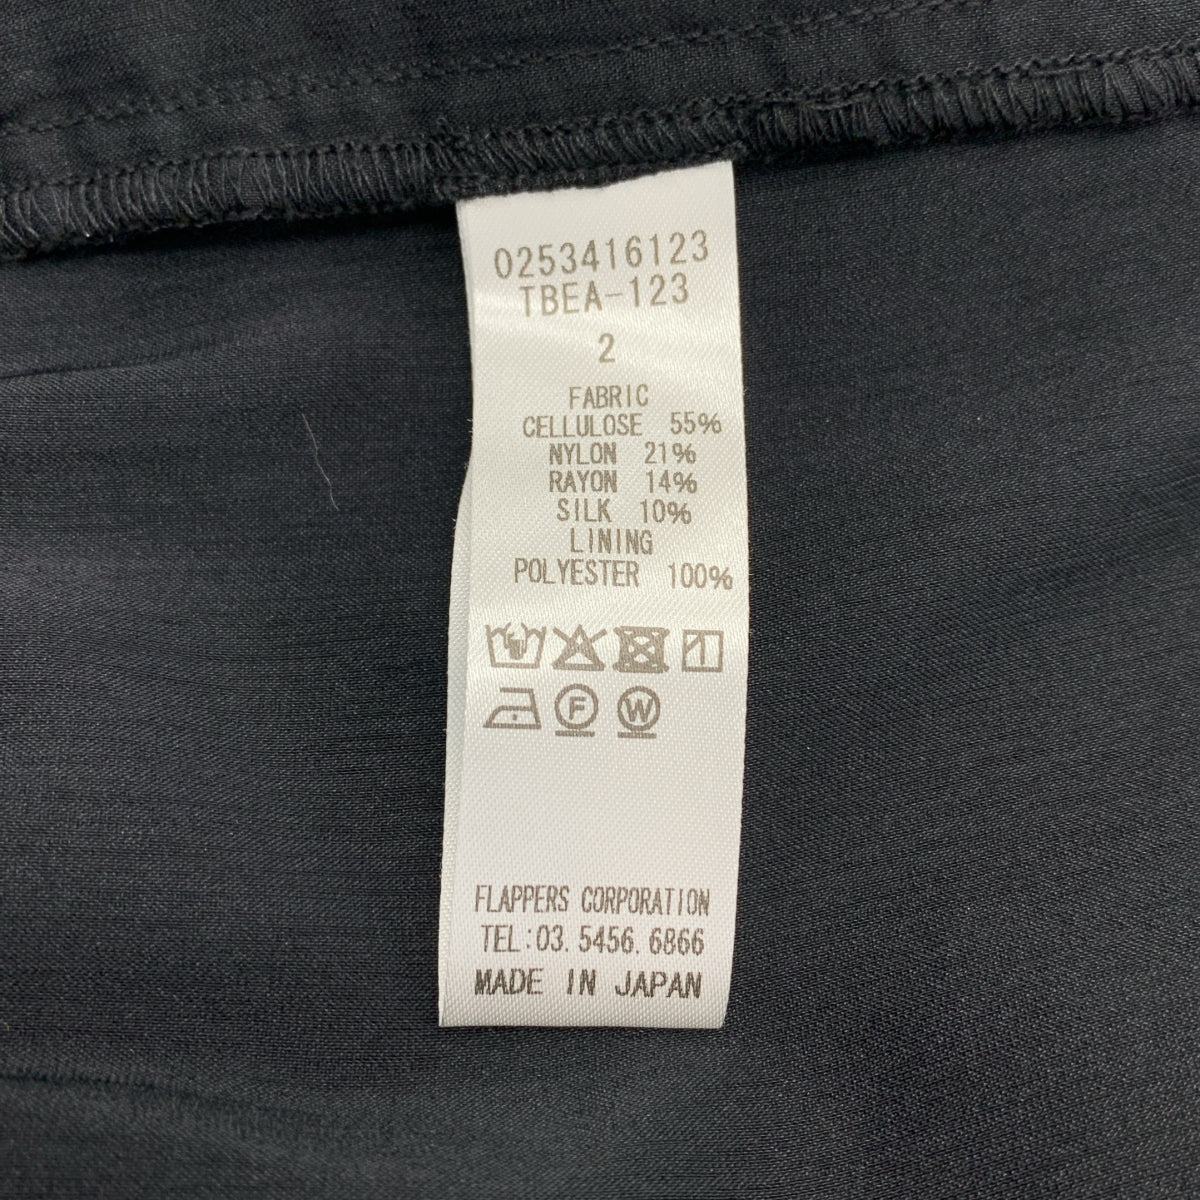 0253416123
TBEA-123
2
FABRIC
CELLULOSE 55%
NYLON 21%
RAYON 14%
SILK 10%
LINING
POLYESTER 100%
F W
FLAPPERS CORPORATION
TEL:03. 5456. 6866
MADE IN JAPAN